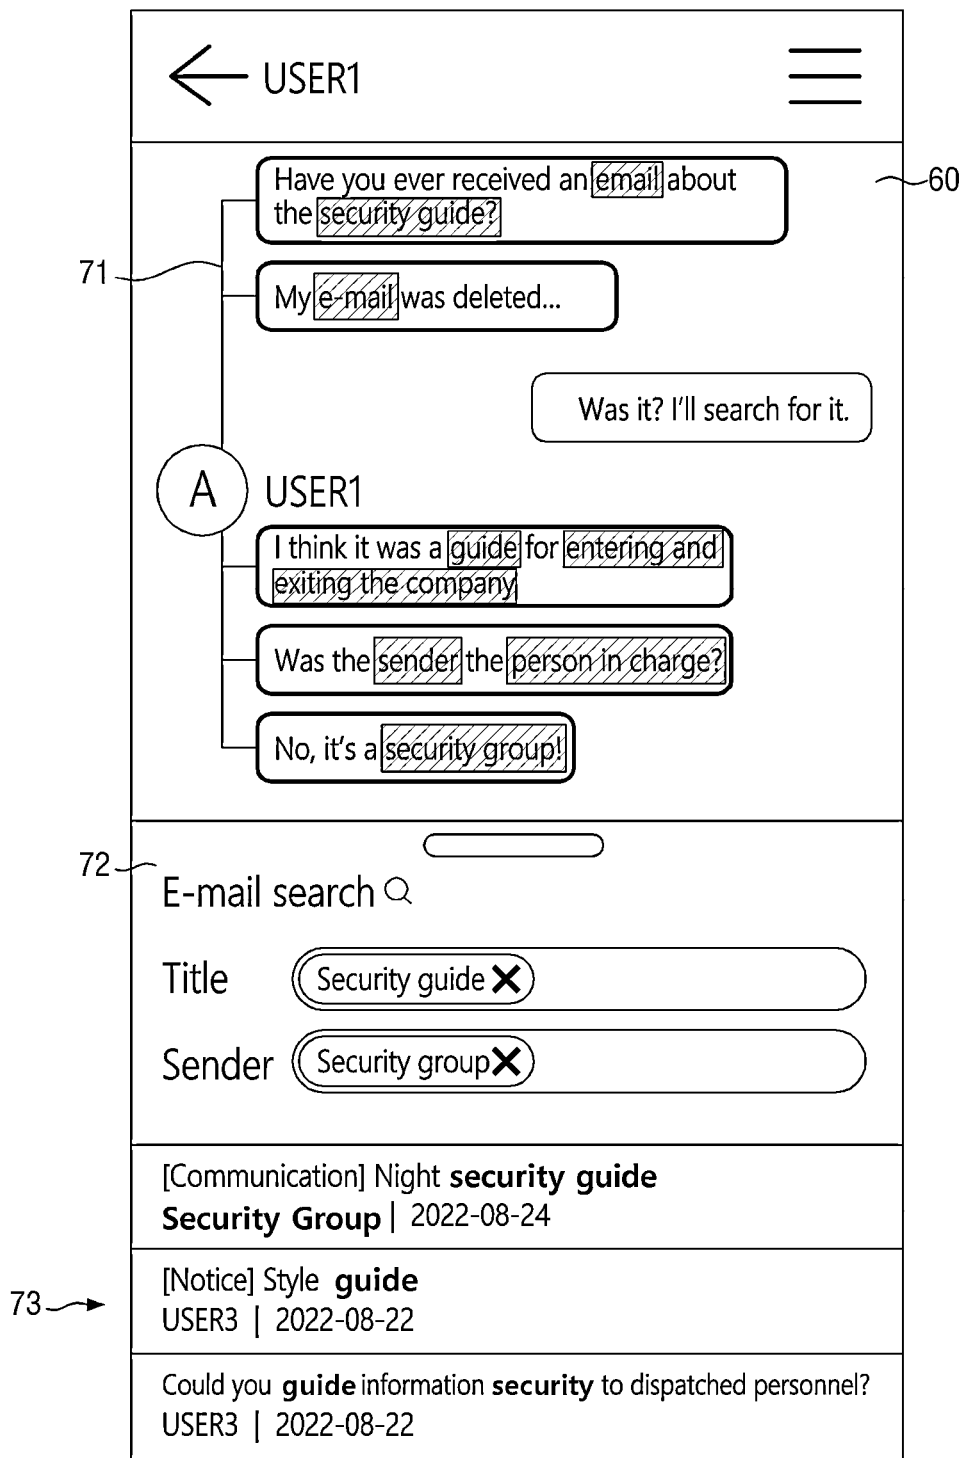 USER1
60
Have you ever received an email about
the security guide?
71
My e-mail was deleted...
Was it? I'll search for it.
A
USER1
I think it was a guide for entering and
exiting the company
Was the sender the person in charge?
No, it's a security group!
72
E-mail search
Title
Security guide
Sender
Security group
[Communication] Night security guide
Security Group | 2022-08-24
73
[Notice] Style guide
USER3 | 2022-08-22
Could you guide information security to dispatched personnel?
USER3 | 2022-08-22